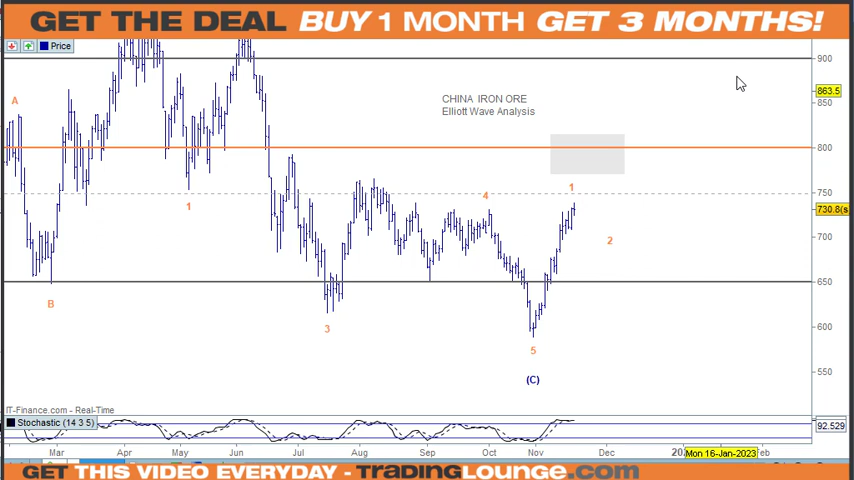 GET THE DEAL BUY 1 MONTH GET 3 MONTHS!
Price
900
863.5
850
800
750
730.8(s
700
650
600
550
CHINA IRON ORE
Elliott Wave Analysis
A
B
1
3
4
5
(C)
1
2
IT-Finance.com - Real-Time
Stochastic (14 3 5)
92.529
Mar Apr May Jun Jul Aug Sep Oct Nov Dec Mon 16-Jan-2023 Feb
GET THIS VIDEO EVERYDAY - TRADINGLOUNGE.com